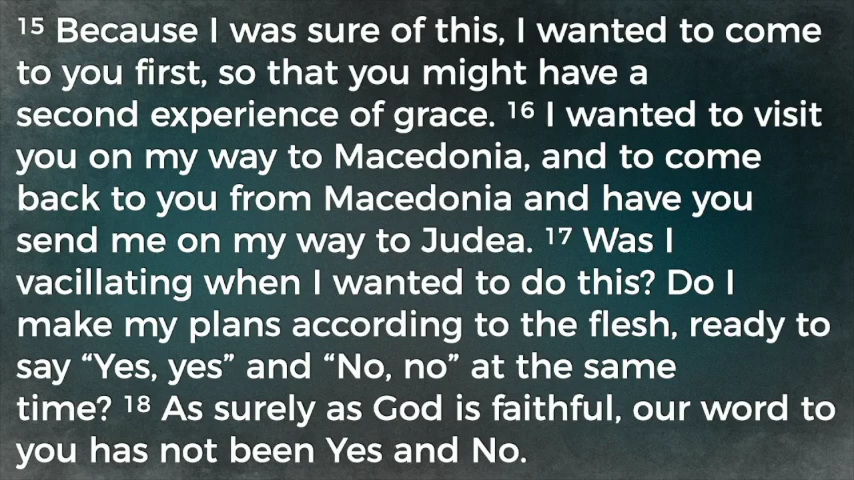 ¹⁵ Because I was sure of this, I wanted to come
to you first, so that you might have a
second experience of grace. ¹⁶ I wanted to visit
you on my way to Macedonia, and to come
back to you from Macedonia and have you
send me on my way to Judea. ¹⁷ Was I
vacillating when I wanted to do this? Do I
make my plans according to the flesh, ready to
say “Yes, yes” and “No, no” at the same
time? ¹⁸ As surely as God is faithful, our word to
you has not been Yes and No.